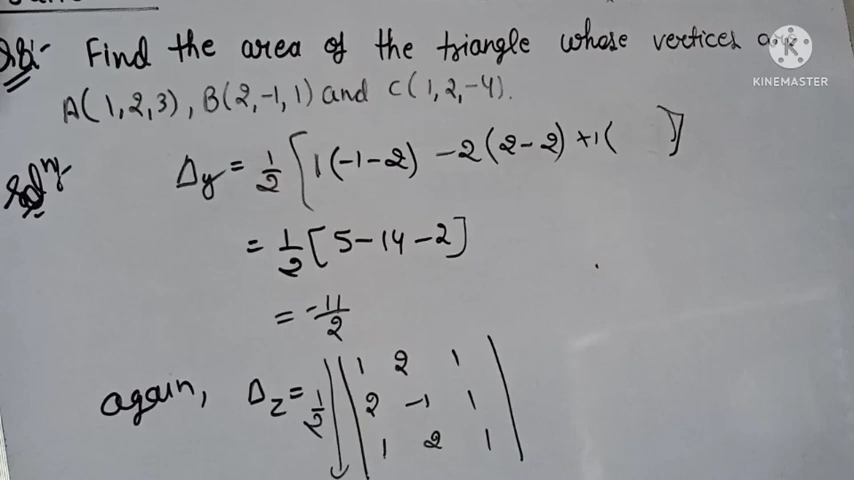 Find the area of the triangle whose vertices are
KINEMASTER
A(1,2,3), B(2,-1,1) and C(1,2,-4).
Solⁿ:- Δy = 1/2 [ 1(-1-2) -2(2-2) +1( ]
= 1/2 [5-14-2]
= -11/2
again, Δz = 1/2 || 1 2 1 |
2 -1 1
1 2 1